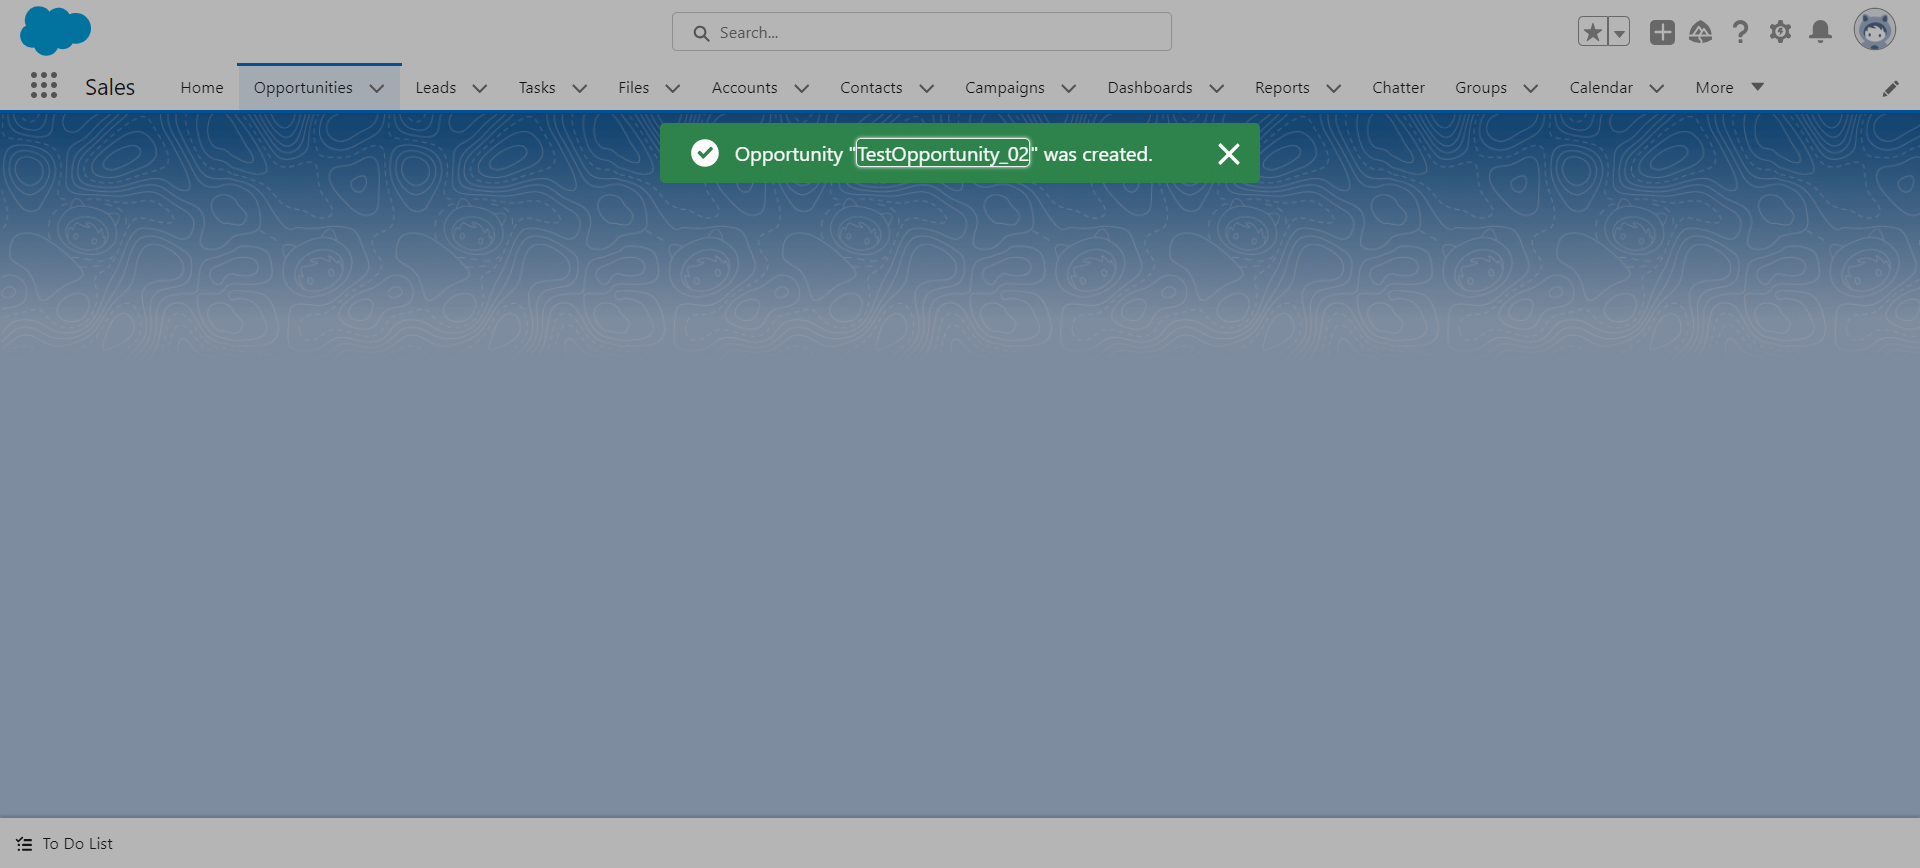 Search...
Sales
Home
Opportunities
Leads
Tasks
Files
Accounts
Contacts
Campaigns
Dashboards
Reports
Chatter
Groups
Calendar
More
Opportunity "TestOpportunity_02" was created.
To Do List